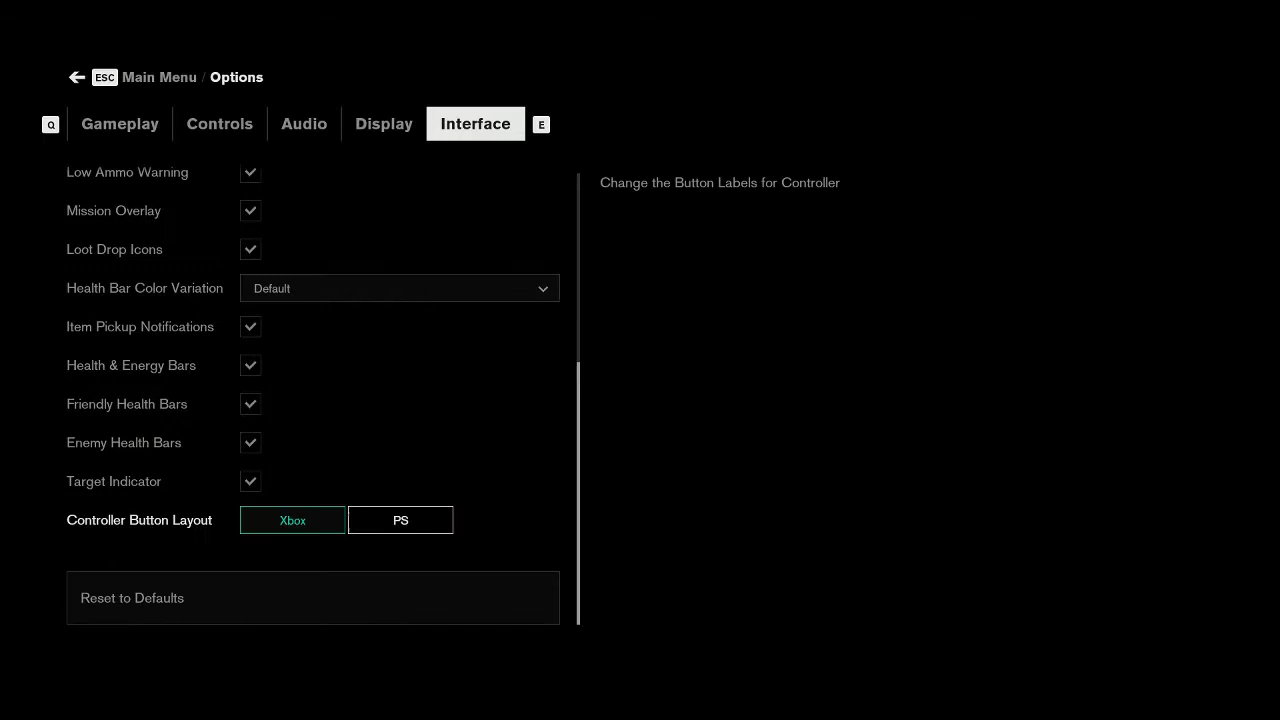 ESC Main Menu / Options
Q Gameplay Controls Audio Display Interface E
Low Ammo Warning
Change the Button Labels for Controller
Mission Overlay
Loot Drop Icons
Health Bar Color Variation Default
Item Pickup Notifications
Health & Energy Bars
Friendly Health Bars
Enemy Health Bars
Target Indicator
Controller Button Layout Xbox PS
Reset to Defaults